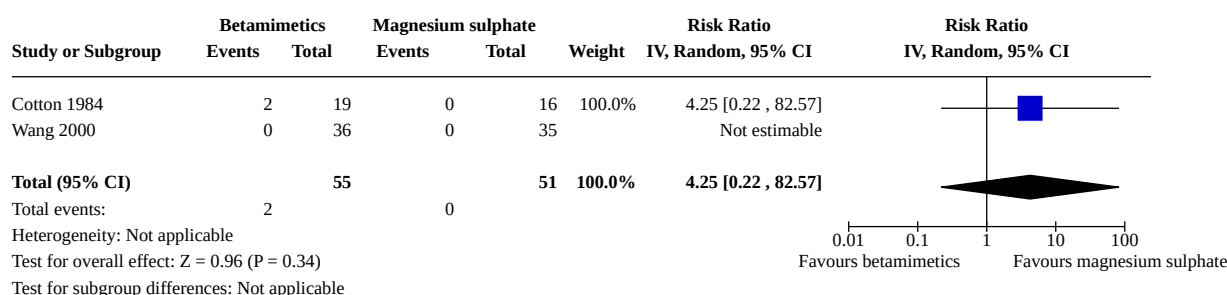 Betamimetics Magnesium sulphate Risk Ratio Risk Ratio
Study or Subgroup Events Total Events Total Weight IV, Random, 95% CI IV, Random, 95% CI
Cotton 1984 2 19 0 16 100.0% 4.25 [0.22 , 82.57]
Wang 2000 0 36 0 35 Not estimable
Total (95% CI) 55 51 100.0% 4.25 [0.22 , 82.57]
Total events: 2 0
Heterogeneity: Not applicable
0.01 0.1 1 10 100
Test for overall effect: Z = 0.96 (P = 0.34)
Favours betamimetics Favours magnesium sulphate
Test for subgroup differences: Not applicable